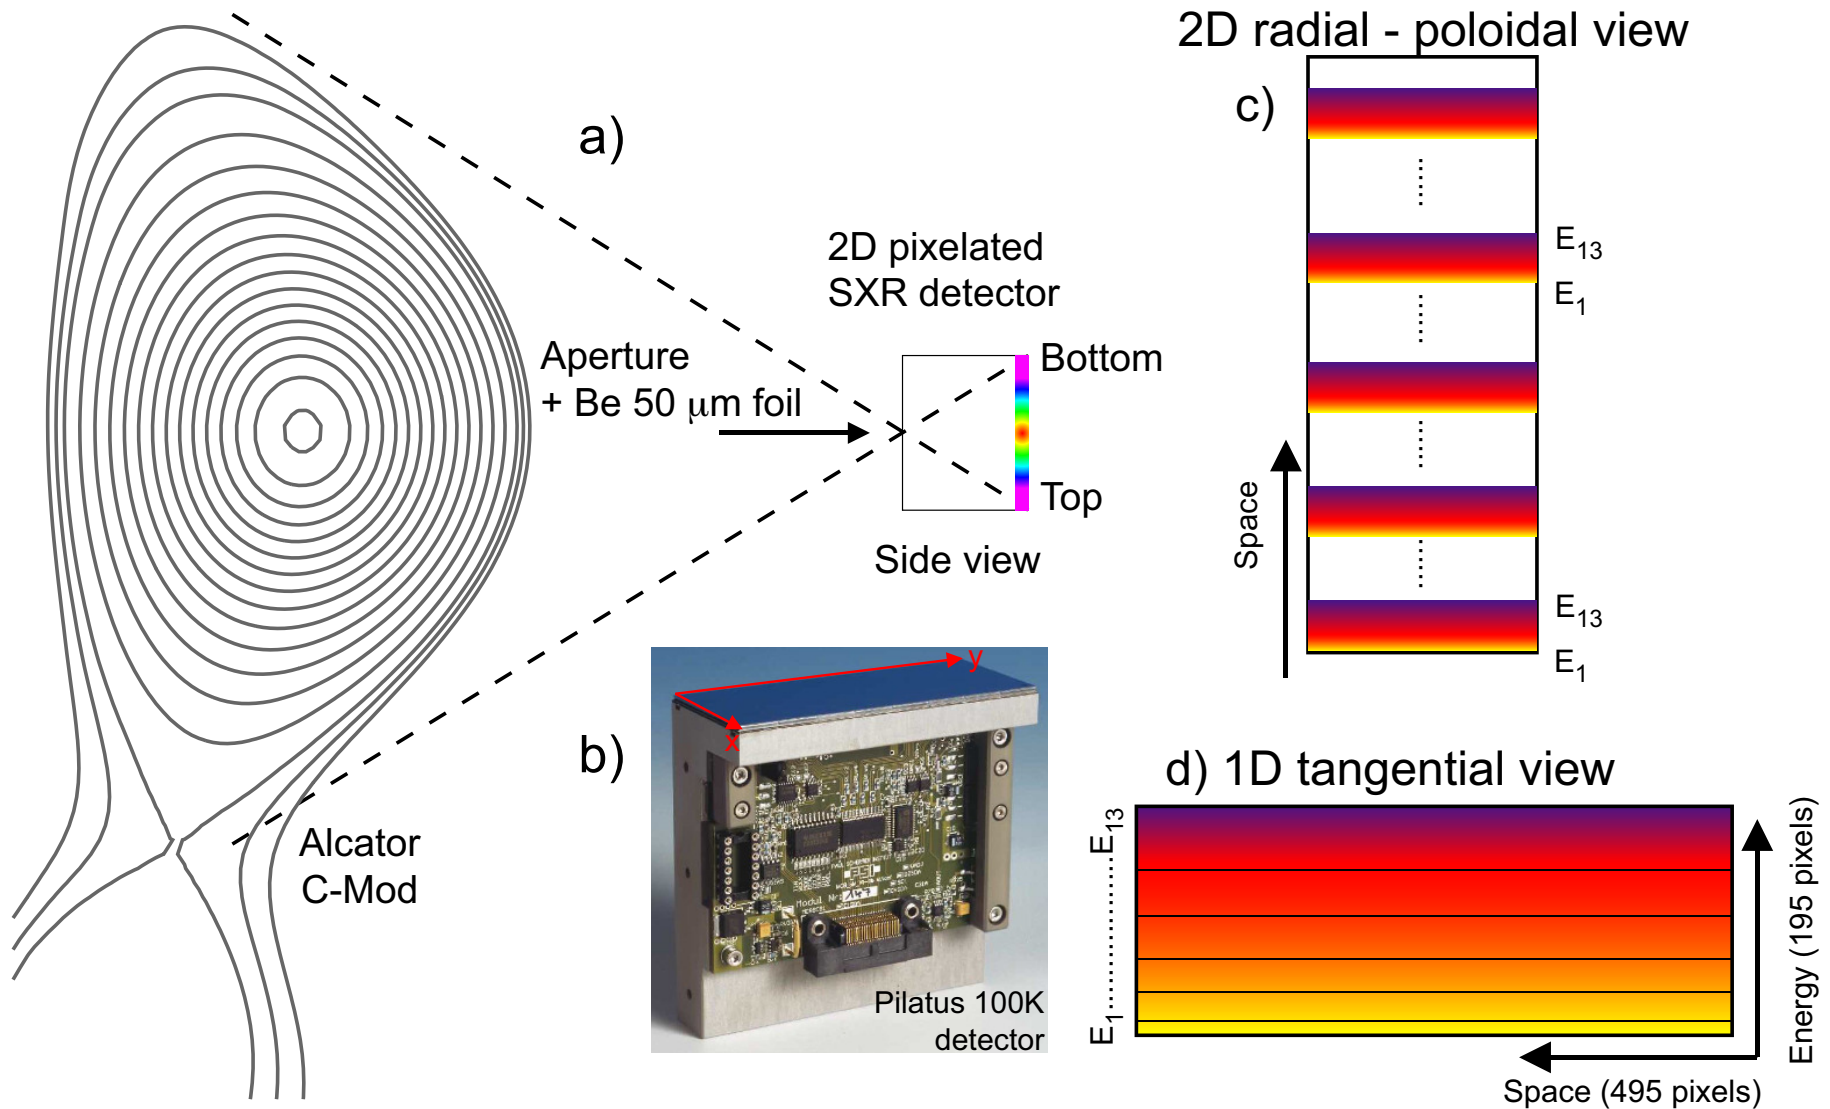 2D radial - poloidal view
a)
c)
2D pixelated
SXR detector
Aperture
+ Be 50 μm foil
Bottom
Top
Side view
E13
E1
Space
E13
E1
b)
y
x
Modul Nr:
Pilatus 100K
detector
Alcator
C-Mod
d) 1D tangential view
E1............E13
Energy (195 pixels)
Space (495 pixels)